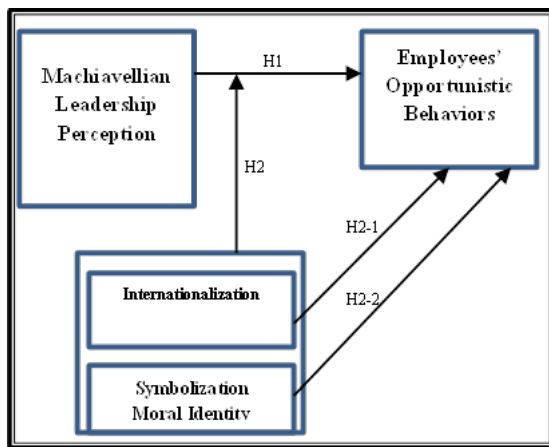 Machiavellian
Leadership
Perception
H1
Employees'
Opportunistic
Behaviors
H2
H2-1
H2-2
Internationalization
Symbolization
Moral Identity